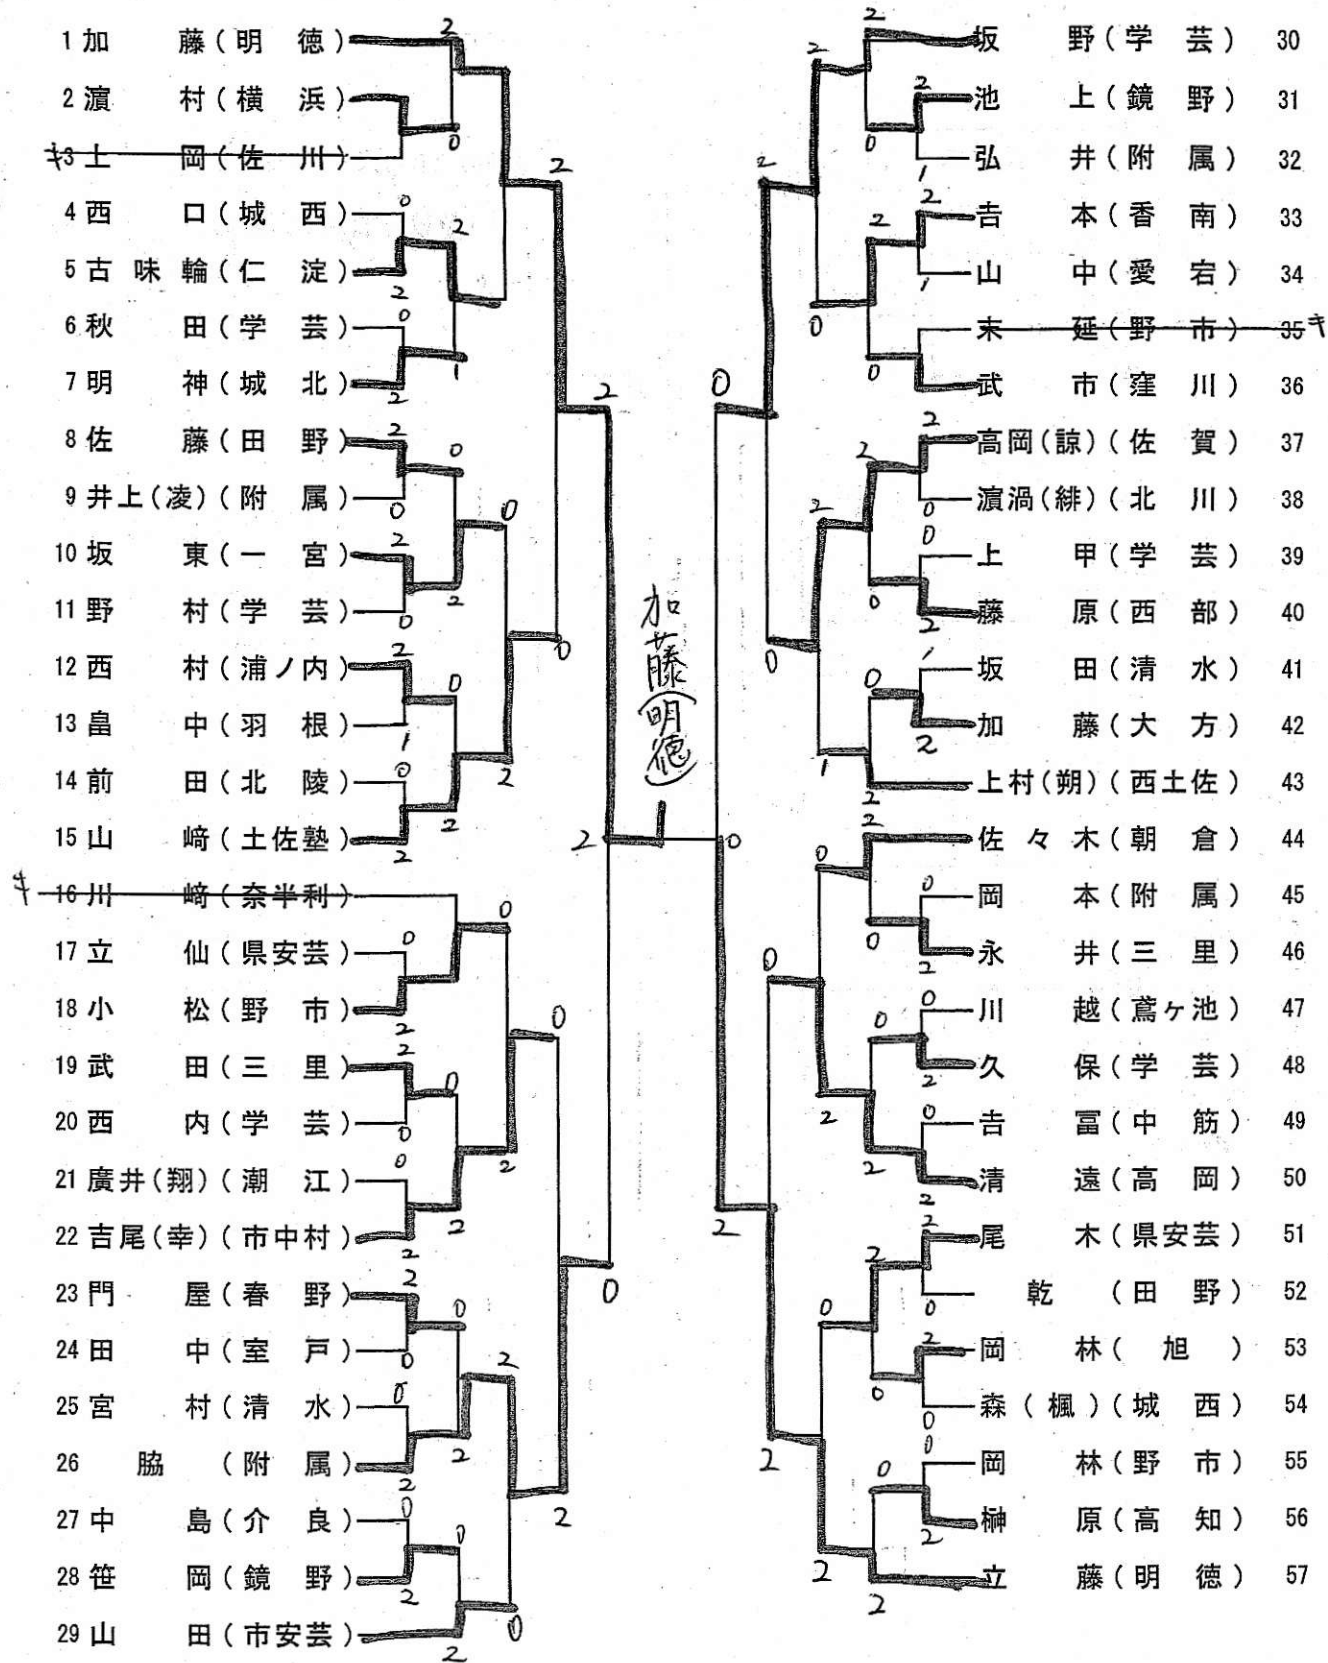 1 加藤(明徳)
2 濵村(横浜)
キ3 土岡(佐川)
4 西口(城西)
5 古味輪(仁淀)
6 秋田(学芸)
7 明神(城北)
8 佐藤(田野)
9 井上(凌)(附属)
10 坂東(一宮)
11 野村(学芸)
12 西村(浦ノ内)
13 畠中(羽根)
14 前田(北陵)
15 山﨑(土佐塾)
キ 16 川﨑(奈半利)
17 立仙(県安芸)
18 小松(野市)
19 武田(三里)
20 西内(学芸)
21 廣井(翔)(潮江)
22 吉尾(幸)(市中村)
23 門屋(春野)
24 田中(室戸)
25 宮村(清水)
26 脇(附属)
27 中島(介良)
28 笹岡(鏡野)
29 山田(市安芸)
加藤(明徳)
坂野(学芸) 30
池上(鏡野) 31
弘井(附属) 32
𠮷本(香南) 33
山中(愛宕) 34
末延(野市) 35キ
武市(窪川) 36
高岡(諒)(佐賀) 37
濵渦(緋)(北川) 38
上甲(学芸) 39
藤原(西部) 40
坂田(清水) 41
加藤(大方) 42
上村(朔)(西土佐) 43
佐々木(朝倉) 44
岡本(附属) 45
永井(三里) 46
川越(鳶ヶ池) 47
久保(学芸) 48
𠮷冨(中筋) 49
清遠(高岡) 50
尾木(県安芸) 51
乾(田野) 52
岡林(旭) 53
森(楓)(城西) 54
岡林(野市) 55
榊原(高知) 56
立藤(明徳) 57